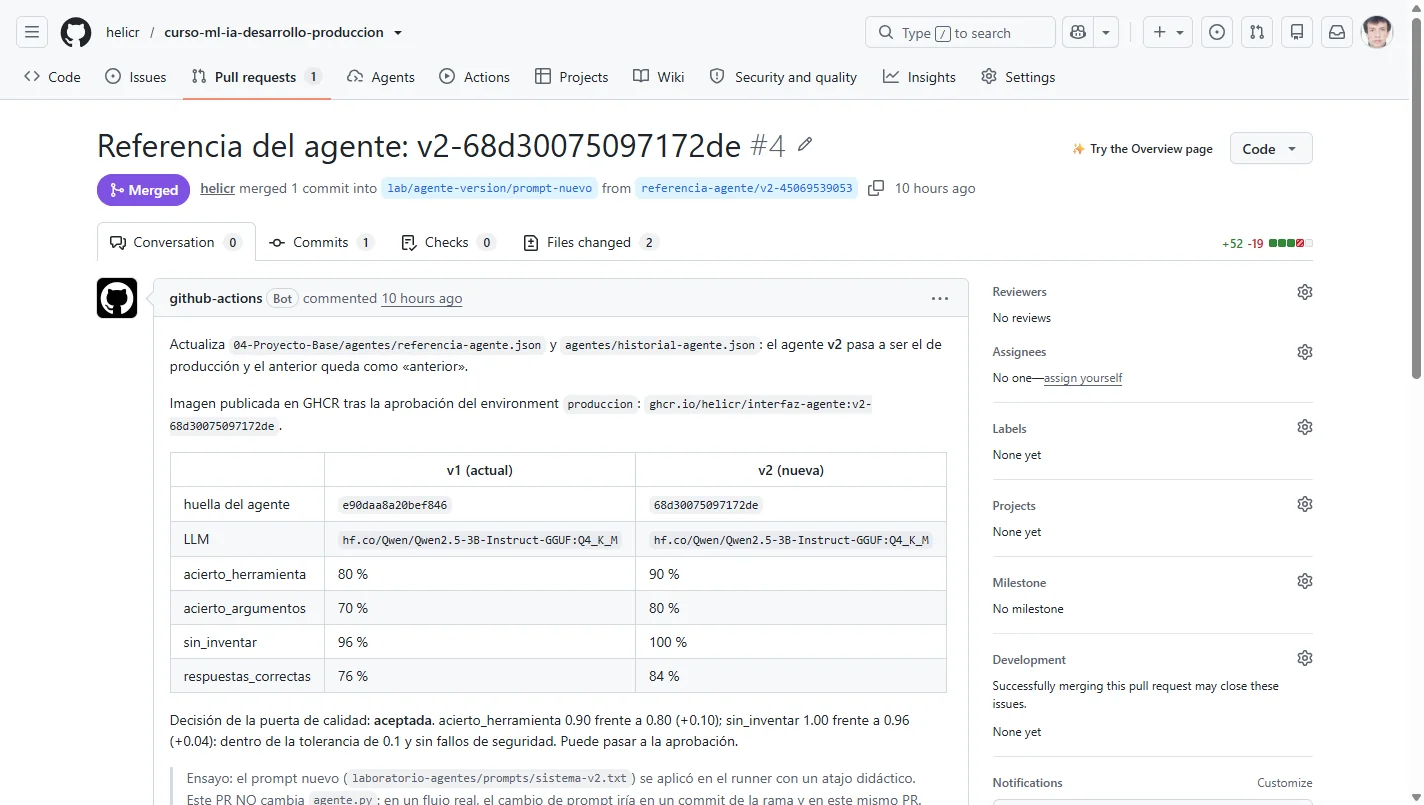 helicr / curso-ml-ia-desarrollo-produccion
Type / to search
Code
Issues
Pull requests 1
Agents
Actions
Projects
Wiki
Security and quality
Insights
Settings
Referencia del agente: v2-68d30075097172de #4
Try the Overview page
Code
Merged
helicr merged 1 commit into lab/agente-version/prompt-nuevo from referencia-agente/v2-45069539053 10 hours ago
Conversation 0
Commits 1
Checks 0
Files changed 2
+52 -19
github-actions Bot commented 10 hours ago
Actualiza 04-Proyecto-Base/agentes/referencia-agente.json y agentes/historial-agente.json : el agente v2 pasa a ser el de
producción y el anterior queda como «anterior».
Imagen publicada en GHCR tras la aprobación del environment produccion : ghcr.io/helicr/interfaz-agente:v2-
68d30075097172de .
v1 (actual) v2 (nueva)
huella del agente e90daa8a20bef846 68d30075097172de
LLM hf.co/Qwen/Qwen2.5-3B-Instruct-GGUF:Q4_K_M hf.co/Qwen/Qwen2.5-3B-Instruct-GGUF:Q4_K_M
acierto_herramienta 80 % 90 %
acierto_argumentos 70 % 80 %
sin_inventar 96 % 100 %
respuestas_correctas 76 % 84 %
Decisión de la puerta de calidad: aceptada. acierto_herramienta 0.90 frente a 0.80 (+0.10); sin_inventar 1.00 frente a 0.96
(+0.04): dentro de la tolerancia de 0.1 y sin fallos de seguridad. Puede pasar a la aprobación.
Ensayo: el prompt nuevo ( laboratorio-agentes/prompts/sistema-v2.txt ) se aplicó en el runner con un atajo didáctico.
Este PR NO cambia agente.py : en un flujo real, el cambio de prompt iría en un commit de la rama y en este mismo PR.
Reviewers
No reviews
Assignees
No one—assign yourself
Labels
None yet
Projects
None yet
Milestone
No milestone
Development
Successfully merging this pull request may close these
issues.
None yet
Notifications Customize